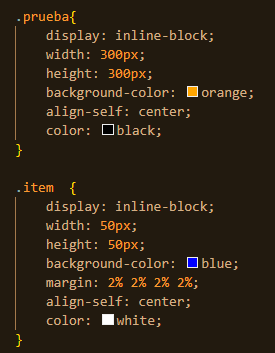 .prueba{
display: inline-block;
width: 300px;
height: 300px;
background-color: orange;
align-self: center;
color: black;
}
.item  {
display: inline-block;
width: 50px;
height: 50px;
background-color: blue;
margin: 2% 2% 2% 2%;
align-self: center;
color: white;
}